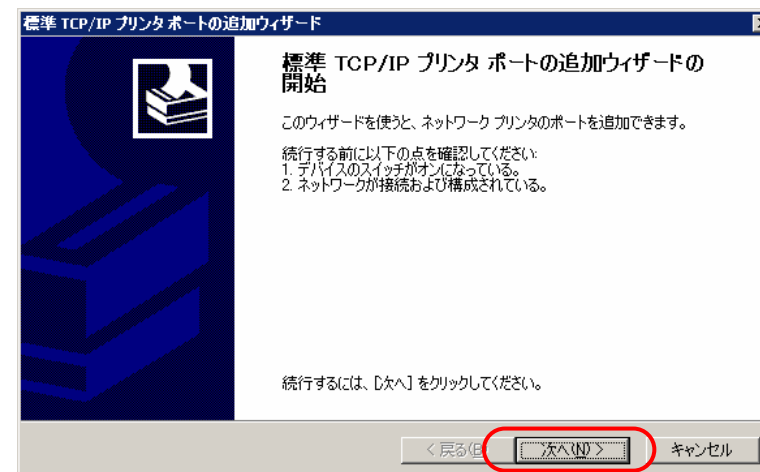 標準 TCP/IP プリンタ ポートの追加ウィザード
標準 TCP/IP プリンタ ポートの追加ウィザードの
開始
このウィザードを使うと、ネットワーク プリンタのポートを追加できます。
続行する前に以下の点を確認してください:
1. デバイスのスイッチがオンになっている。
2. ネットワークが接続および構成されている。
続行するには、[次へ] をクリックしてください。
< 戻る(B 次へ(N) > キャンセル